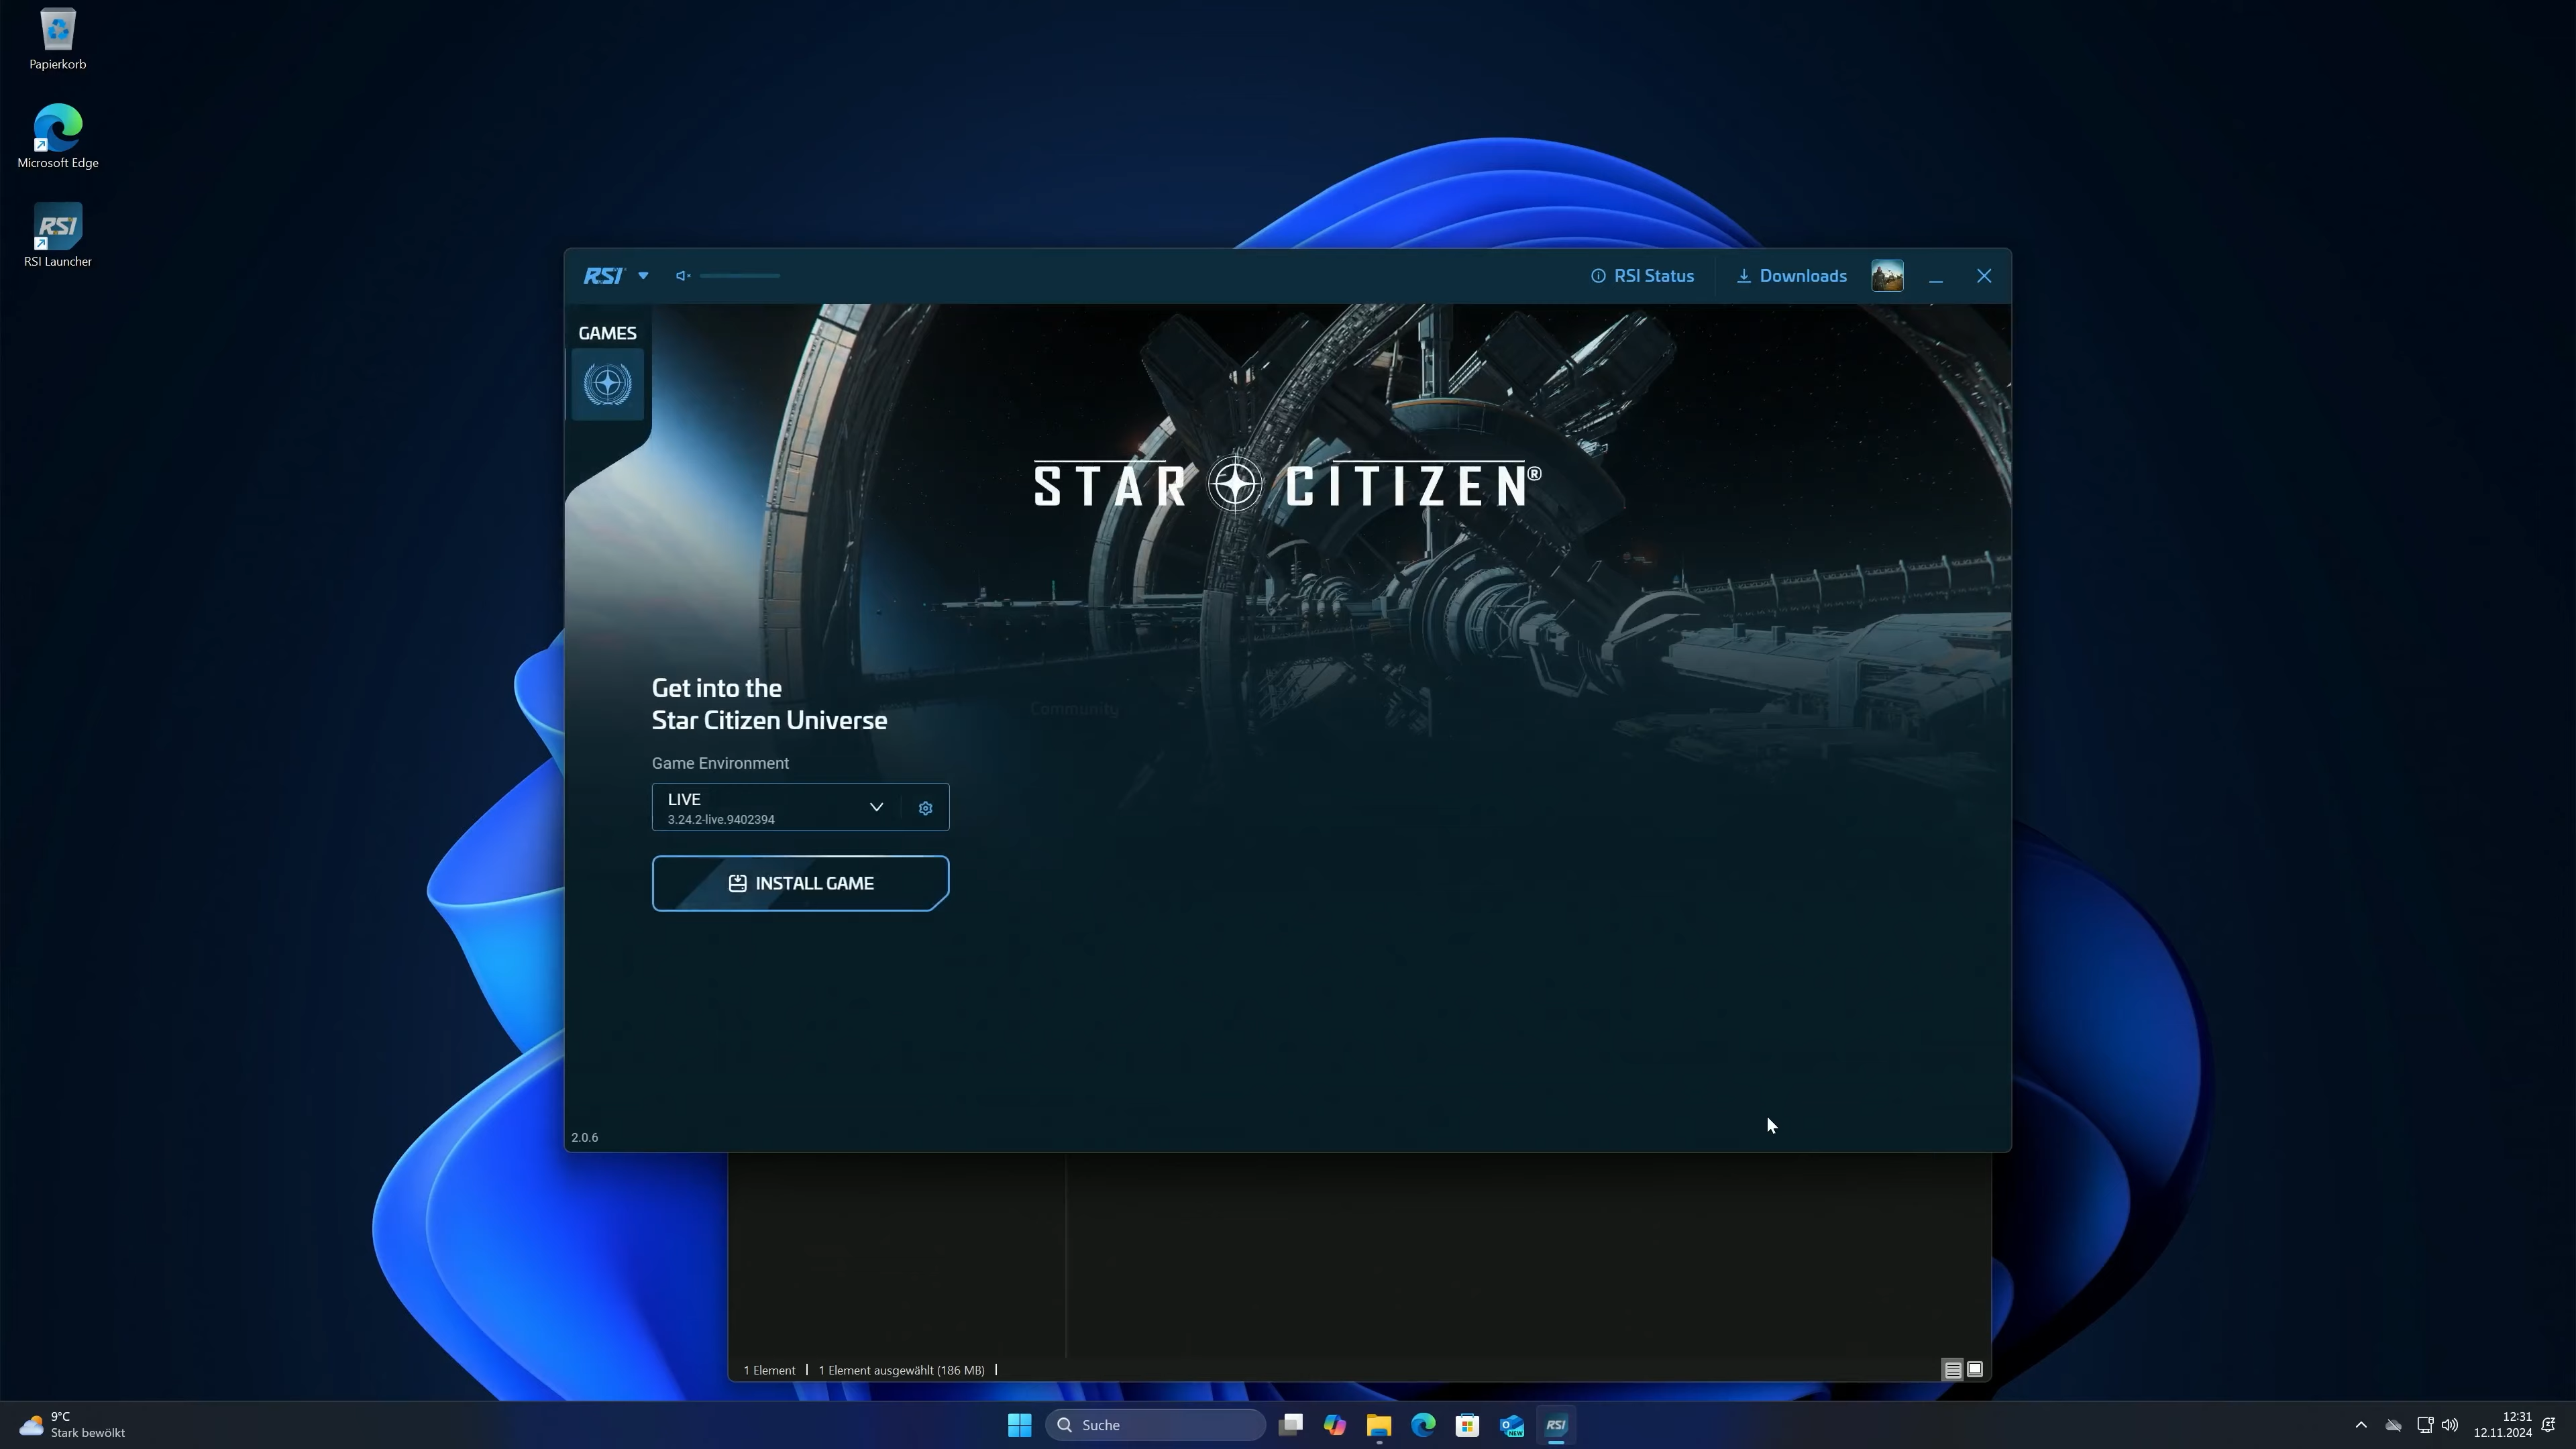 Papierkorb
Microsoft Edge
RSI
RSI Launcher
RSI
RSI Status
Downloads
GAMES
STAR CITIZEN®
Get into the
Star Citizen Universe
Community
Game Environment
LIVE
3.24.2-live.9402394
INSTALL GAME
2.0.6
1 Element
1 Element ausgewählt (186 MB)
9°C
Stark bewölkt
Suche
NEW
RSI
12:31
12.11.2024